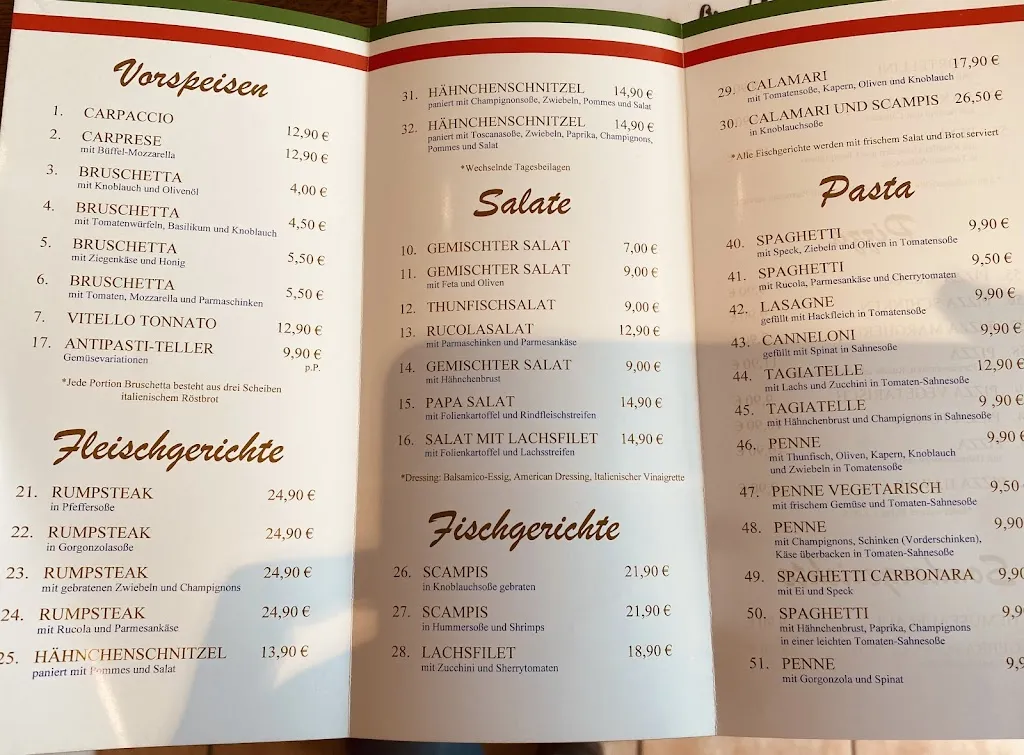 Vorspeisen
1. CARPACCIO 12,90 €
2. CARPRESE 12,90 €
mit Büffel-Mozzarella
3. BRUSCHETTA 4,00 €
mit Knoblauch und Olivenöl
4. BRUSCHETTA 4,50 €
mit Tomatenwürfeln, Basilikum und Knoblauch
5. BRUSCHETTA 5,50 €
mit Ziegenkäse und Honig
6. BRUSCHETTA 5,50 €
mit Tomaten, Mozzarella und Parmaschinken
7. VITELLO TONNATO 12,90 €
17. ANTIPASTI-TELLER 9,90 €
Gemüsevariationen p.P.
*Jede Portion Bruschetta besteht aus drei Scheiben
italienischem Röstbrot
Fleischgerichte
21. RUMPSTEAK 24,90 €
in Pfeffersoße
22. RUMPSTEAK 24,90 €
in Gorgonzolasoße
23. RUMPSTEAK 24,90 €
mit gebratenen Zwiebeln und Champignons
24. RUMPSTEAK 24,90 €
mit Rucola und Parmesankäse
25. HÄHNCHENSCHNITZEL 13,90 €
paniert mit Pommes und Salat
31. HÄHNCHENSCHNITZEL 14,90 €
paniert mit Champignonsoße, Zwiebeln, Pommes und Salat
32. HÄHNCHENSCHNITZEL 14,90 €
paniert mit Toscanasoße, Zwiebeln, Paprika, Champignons,
Pommes und Salat
*Wechselnde Tagesbeilagen
Salate
10. GEMISCHTER SALAT 7,00 €
11. GEMISCHTER SALAT 9,00 €
mit Feta und Oliven
12. THUNFISCHSALAT 9,00 €
13. RUCOLASALAT 12,90 €
mit Parmaschinken und Parmesankäse
14. GEMISCHTER SALAT 9,00 €
mit Hähnchenbrust
15. PAPA SALAT 14,90 €
mit Folienkartoffel und Rindfleischstreifen
16. SALAT MIT LACHSFILET 14,90 €
mit Folienkartoffel und Lachsstreifen
*Dressing: Balsamico-Essig, American Dressing, Italienischer Vinaigrette
Fischgerichte
26. SCAMPIS 21,90 €
in Knoblauchsoße gebraten
27. SCAMPIS 21,90 €
in Hummersoße und Shrimps
28. LACHSFILET 18,90 €
mit Zucchini und Sherrytomaten
29. CALAMARI 17,90 €
mit Tomatensoße, Kapern, Oliven und Knoblauch
30. CALAMARI UND SCAMPIS 26,50 €
in Knoblauchsoße
*Alle Fischgerichte werden mit frischem Salat und Brot serviert
Pasta
40. SPAGHETTI 9,90 €
mit Speck, Ziebeln und Oliven in Tomatensoße
41. SPAGHETTI 9,50 €
mit Rucola, Parmesankäse und Cherrytomaten
42. LASAGNE 9,90 €
gefüllt mit Hackfleich in Tomatensoße
43. CANNELONI 9,90 €
gefüllt mit Spinat in Sahnesoße
44. TAGIATELLE 12,90 €
mit Lachs und Zucchini in Tomaten-Sahnesoße
45. TAGIATELLE 9 ,90 €
mit Hähnchenbrust und Champignons in Sahnesoße
46. PENNE 9,90 €
mit Thunfisch, Oliven, Kapern, Knoblauch
und Zwiebeln in Tomatensoße
47. PENNE VEGETARISCH 9,50
mit frischem Gemüse und Tomaten-Sahnesoße
48. PENNE 9,90
mit Champignons, Schinken (Vorderschinken),
Käse überbacken in Tomaten-Sahnesoße
49. SPAGHETTI CARBONARA 9,90
mit Ei und Speck
50. SPAGHETTI 9,9
mit Hähnchenbrust, Paprika, Champignons
in einer leichten Tomaten-Sahnesoße
51. PENNE 9,9
mit Gorgonzola und Spinat